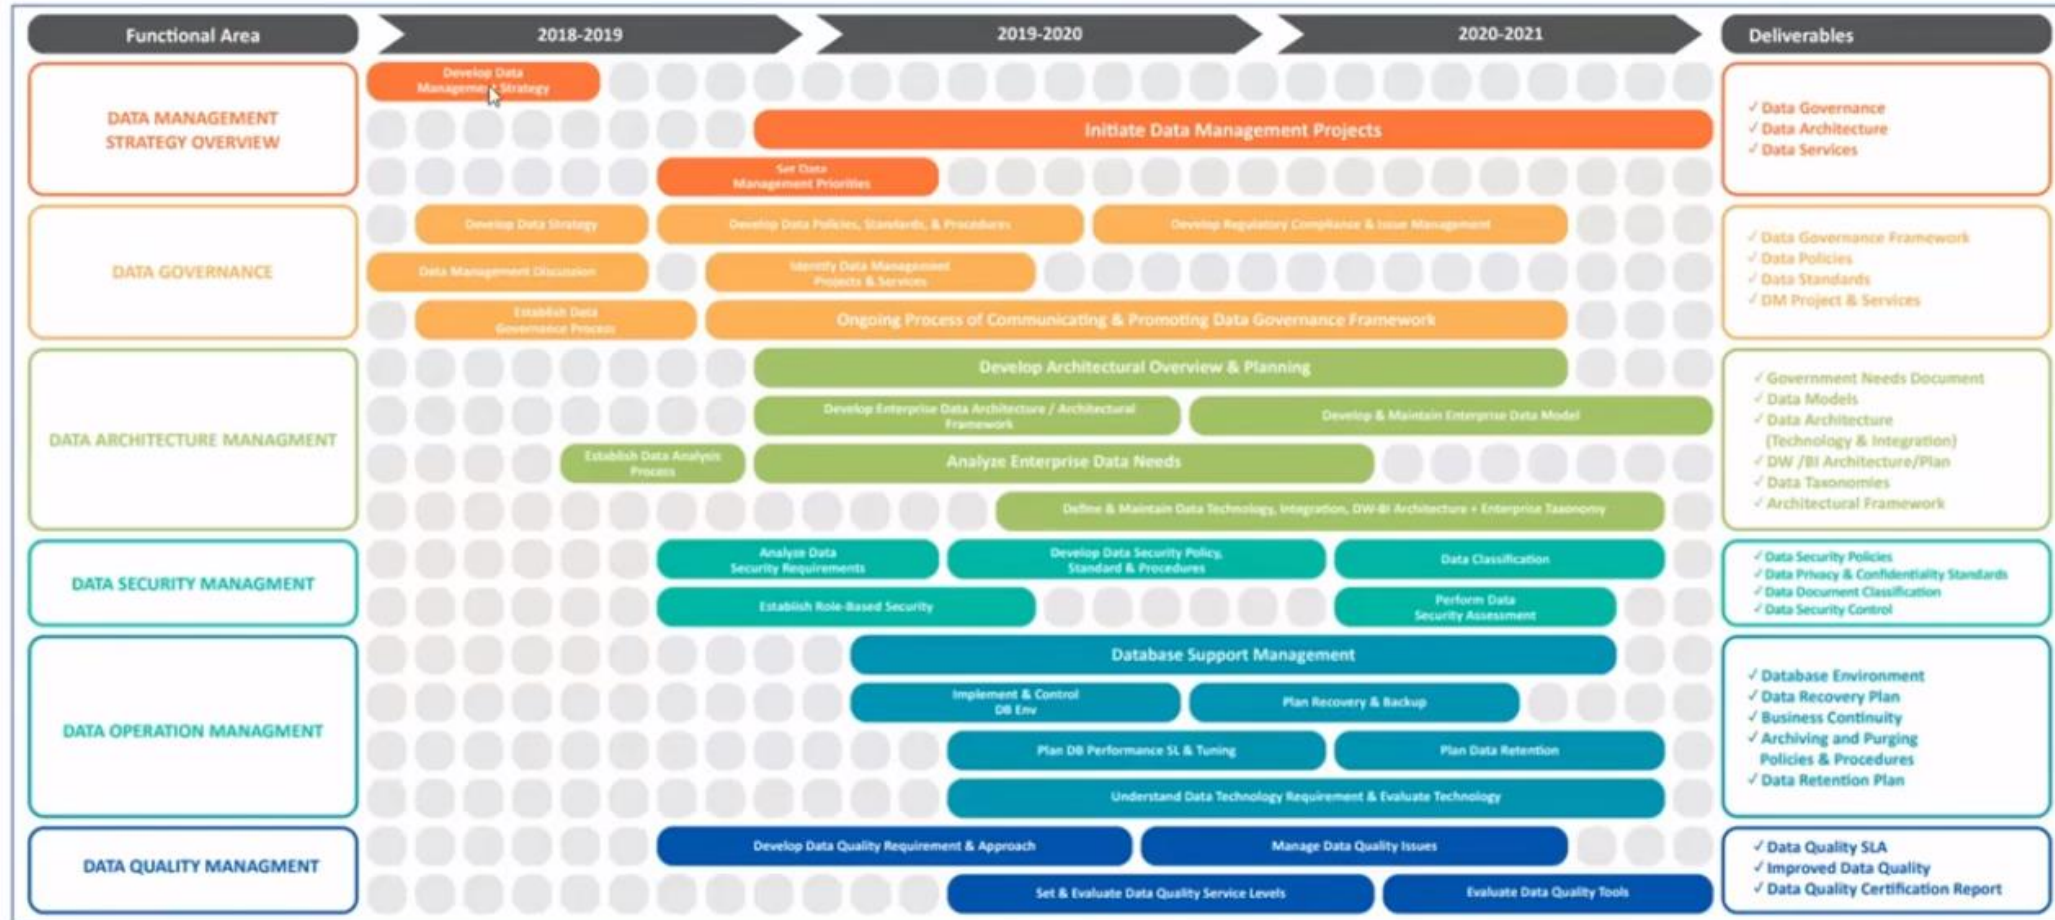 Functional Area
2018-2019
2019-2020
2020-2021
Deliverables
DATA MANAGEMENT
STRATEGY OVERVIEW
Develop Data
Management Strategy
Initiate Data Management Projects
Set Data
Management Priorities
✓ Data Governance
✓ Data Architecture
✓ Data Services
DATA GOVERNANCE
Develop Data Strategy
Develop Data Policies, Standards, & Procedures
Develop Regulatory Compliance & Issue Management
Data Management Discussion
Identify Data Management
Projects & Services
Establish Data
Governance Process
Ongoing Process of Communicating & Promoting Data Governance Framework
✓ Data Governance Framework
✓ Data Policies
✓ Data Standards
✓ DM Project & Services
DATA ARCHITECTURE MANAGMENT
Develop Architectural Overview & Planning
Develop Enterprise Data Architecture / Architectural
Framework
Develop & Maintain Enterprise Data Model
Establish Data Analysis
Process
Analyze Enterprise Data Needs
Define & Maintain Data Technology, Integration, DW-BI Architecture + Enterprise Taxonomy
✓ Government Needs Document
✓ Data Models
✓ Data Architecture
(Technology & Integration)
✓ DW /BI Architecture/Plan
✓ Data Taxonomies
✓ Architectural Framework
DATA SECURITY MANAGMENT
Analyze Data
Security Requirements
Develop Data Security Policy,
Standard & Procedures
Data Classification
Establish Role-Based Security
Perform Data
Security Assessment
✓ Data Security Policies
✓ Data Privacy & Confidentiality Standards
✓ Data Document Classification
✓ Data Security Control
DATA OPERATION MANAGMENT
Database Support Management
Implement & Control
DB Env
Plan Recovery & Backup
Plan DB Performance SL & Tuning
Plan Data Retention
Understand Data Technology Requirement & Evaluate Technology
✓ Database Environment
✓ Data Recovery Plan
✓ Business Continuity
✓ Archiving and Purging
Policies & Procedures
✓ Data Retention Plan
DATA QUALITY MANAGMENT
Develop Data Quality Requirement & Approach
Manage Data Quality Issues
Set & Evaluate Data Quality Service Levels
Evaluate Data Quality Tools
✓ Data Quality SLA
✓ Improved Data Quality
✓ Data Quality Certification Report